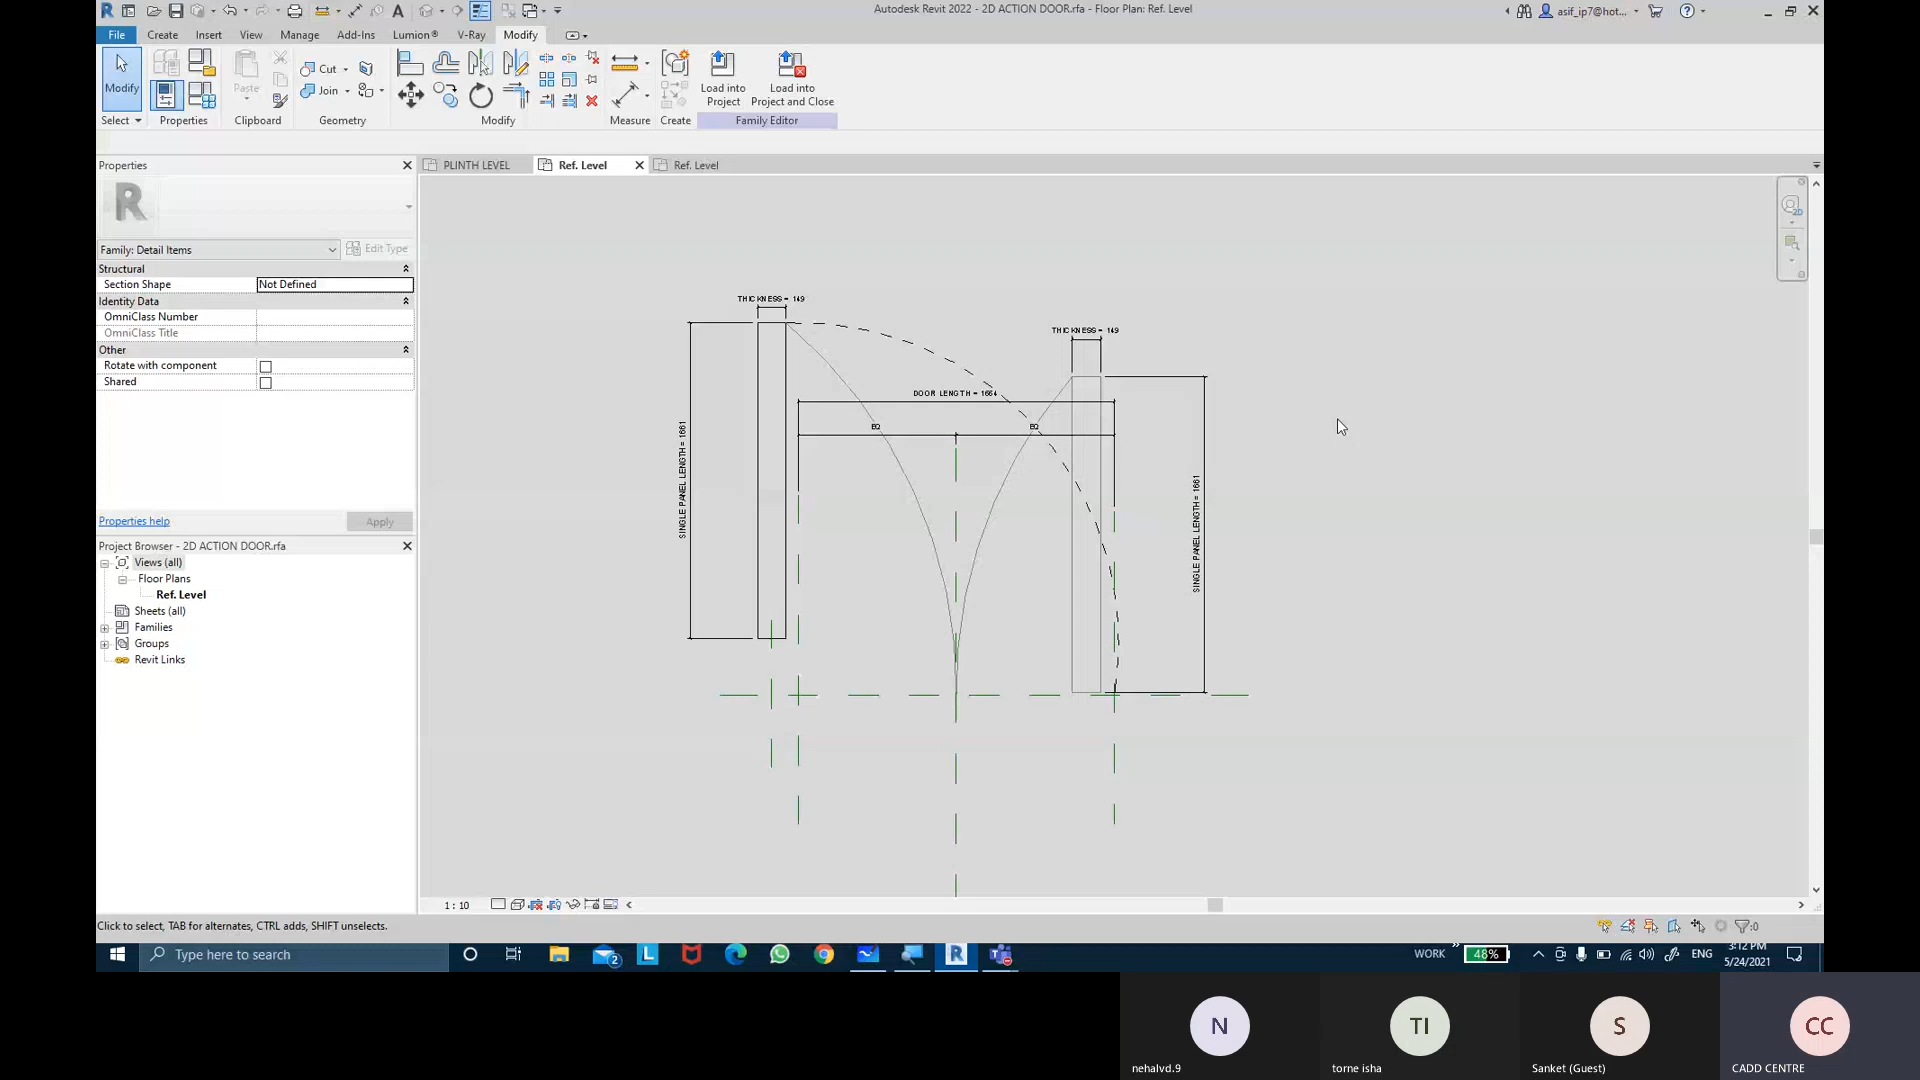 Autodesk Revit 2022 - 2D ACTION DOOR.rfa - Floor Plan: Ref. Level
asif_ip7@hot...
File Create Insert View Manage Add-Ins Lumion® V-Ray Modify
Modify
Paste
Cut
Join
Load into Project
Load into Project and Close
Select Properties Clipboard Geometry Modify Measure Create Family Editor
Properties
PLINTH LEVEL
Ref. Level
Ref. Level
R
Family: Detail Items
Edit Type
Structural
Section Shape Not Defined
Identity Data
OmniClass Number
OmniClass Title
Other
Rotate with component
Shared
Properties help
Apply
Project Browser - 2D ACTION DOOR.rfa
Views (all)
Floor Plans
Ref. Level
Sheets (all)
Families
Groups
Revit Links
THICKNESS = 149
THICKNESS = 149
DOOR LENGTH = 1664
EQ
EQ
SINGLE PANEL LENGTH = 1661
SINGLE PANEL LENGTH = 1661
1 : 10
Click to select, TAB for alternates, CTRL adds, SHIFT unselects.
:0
Type here to search
2
WORK
48%
ENG
3:12 PM
5/24/2021
N
TI
S
CC
nehalvd.9
torne isha
Sanket (Guest)
CADD CENTRE